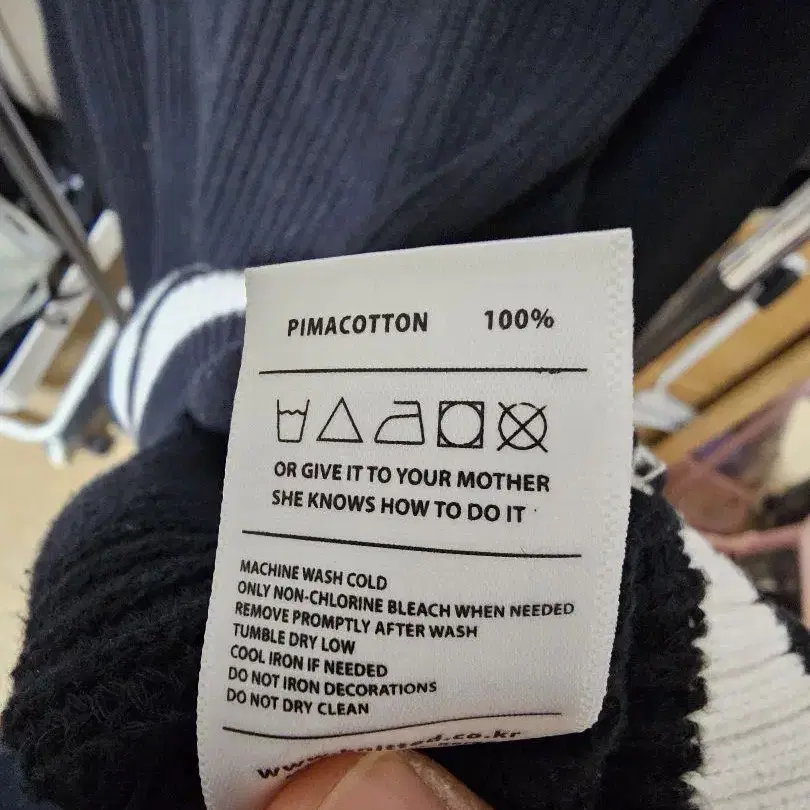 PIMACOTTON 100%
OR GIVE IT TO YOUR MOTHER
SHE KNOWS HOW TO DO IT
MACHINE WASH COLD
ONLY NON-CHLORINE BLEACH WHEN NEEDED
REMOVE PROMPTLY AFTER WASH
TUMBLE DRY LOW
COOL IRON IF NEEDED
DO NOT IRON DECORATIONS
DO NOT DRY CLEAN